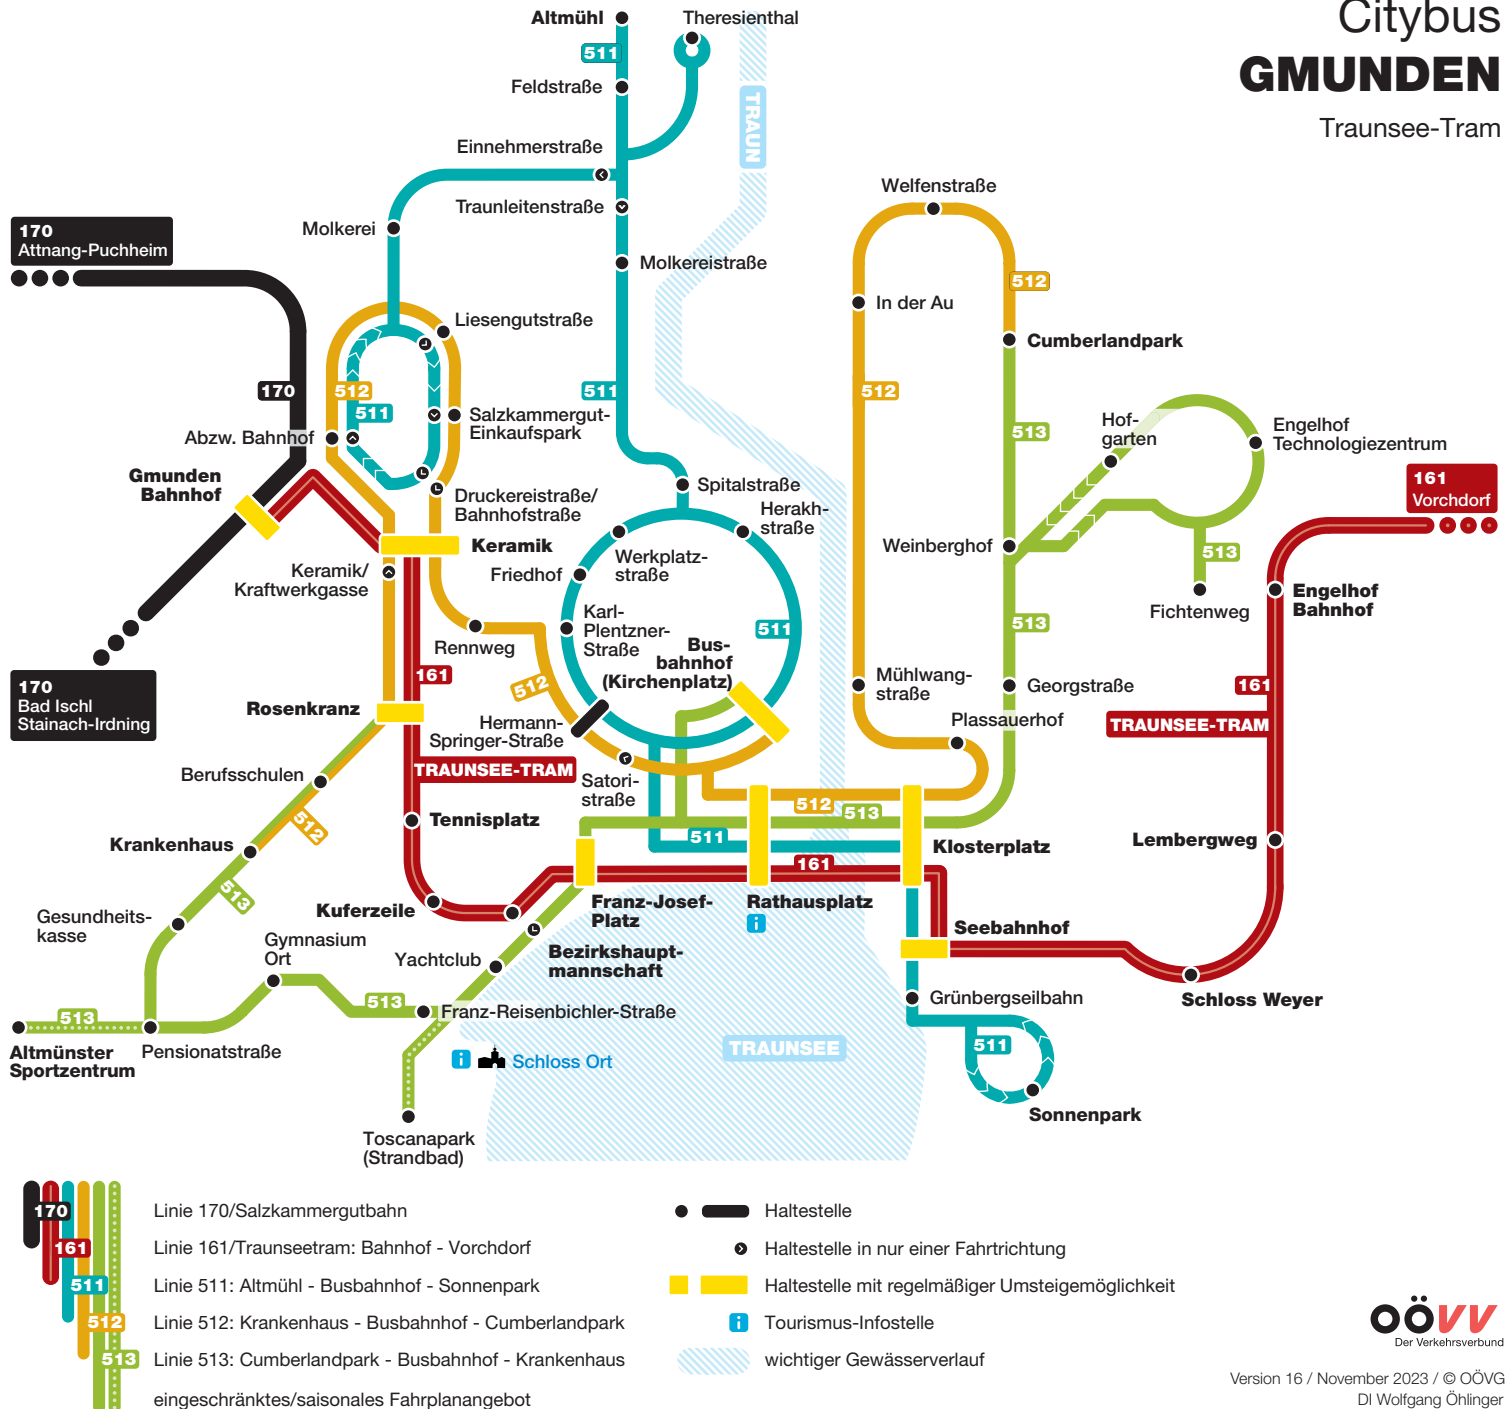 Citybus
GMUNDEN
Traunsee-Tram
Altmühl
Theresienthal
511
Feldstraße
TRAUN
Einnehmerstraße
Traunleitenstraße
Molkerei
Molkereistraße
Welfenstraße
170
Attnang-Puchheim
512
In der Au
Liesengutstraße
Cumberlandpark
170
512
511
511
512
Salzkammergut-
Einkaufspark
Abzw. Bahnhof
513
Hof-
garten
Engelhof
Technologiezentrum
Gmunden
Bahnhof
Spitalstraße
161
Vorchdorf
Druckereistraße/
Bahnhofstraße
Herakh-
straße
Keramik
Werkplatz-
straße
Weinberghof
513
Keramik/
Kraftwerkgasse
Friedhof
Engelhof
Bahnhof
Fichtenweg
Karl-
Plentzner-
Straße
511
513
Rennweg
Bus-
bahnhof
(Kirchenplatz)
161
512
Mühlwang-
straße
Georgstraße
161
170
Bad Ischl
Stainach-Irdning
Rosenkranz
Hermann-
Springer-Straße
Plassauerhof
TRAUNSEE-TRAM
Berufsschulen
TRAUNSEE-TRAM
Satori-
straße
512
513
512
Tennisplatz
511
Krankenhaus
Klosterplatz
Lembergweg
161
513
Kuferzeile
Franz-Josef-
Platz
Rathausplatz
i
Gesundheits-
kasse
Seebahnhof
Gymnasium
Ort
Yachtclub
Bezirkshaupt-
mannschaft
Grünbergseilbahn
Schloss Weyer
513
513
Franz-Reisenbichler-Straße
Altmünster
Sportzentrum
Pensionatstraße
i
Schloss Ort
TRAUNSEE
511
Sonnenpark
Toscanapark
(Strandbad)
170
Linie 170/Salzkammergutbahn
161
Linie 161/Traunseetram: Bahnhof - Vorchdorf
511
Linie 511: Altmühl - Busbahnhof - Sonnenpark
512
Linie 512: Krankenhaus - Busbahnhof - Cumberlandpark
513
Linie 513: Cumberlandpark - Busbahnhof - Krankenhaus
eingeschränktes/saisonales Fahrplanangebot
Haltestelle
Haltestelle in nur einer Fahrtrichtung
Haltestelle mit regelmäßiger Umsteigemöglichkeit
i
Tourismus-Infostelle
wichtiger Gewässerverlauf
OÖVV
Der Verkehrsverbund
Version 16 / November 2023 / © OÖVG
DI Wolfgang Öhlinger